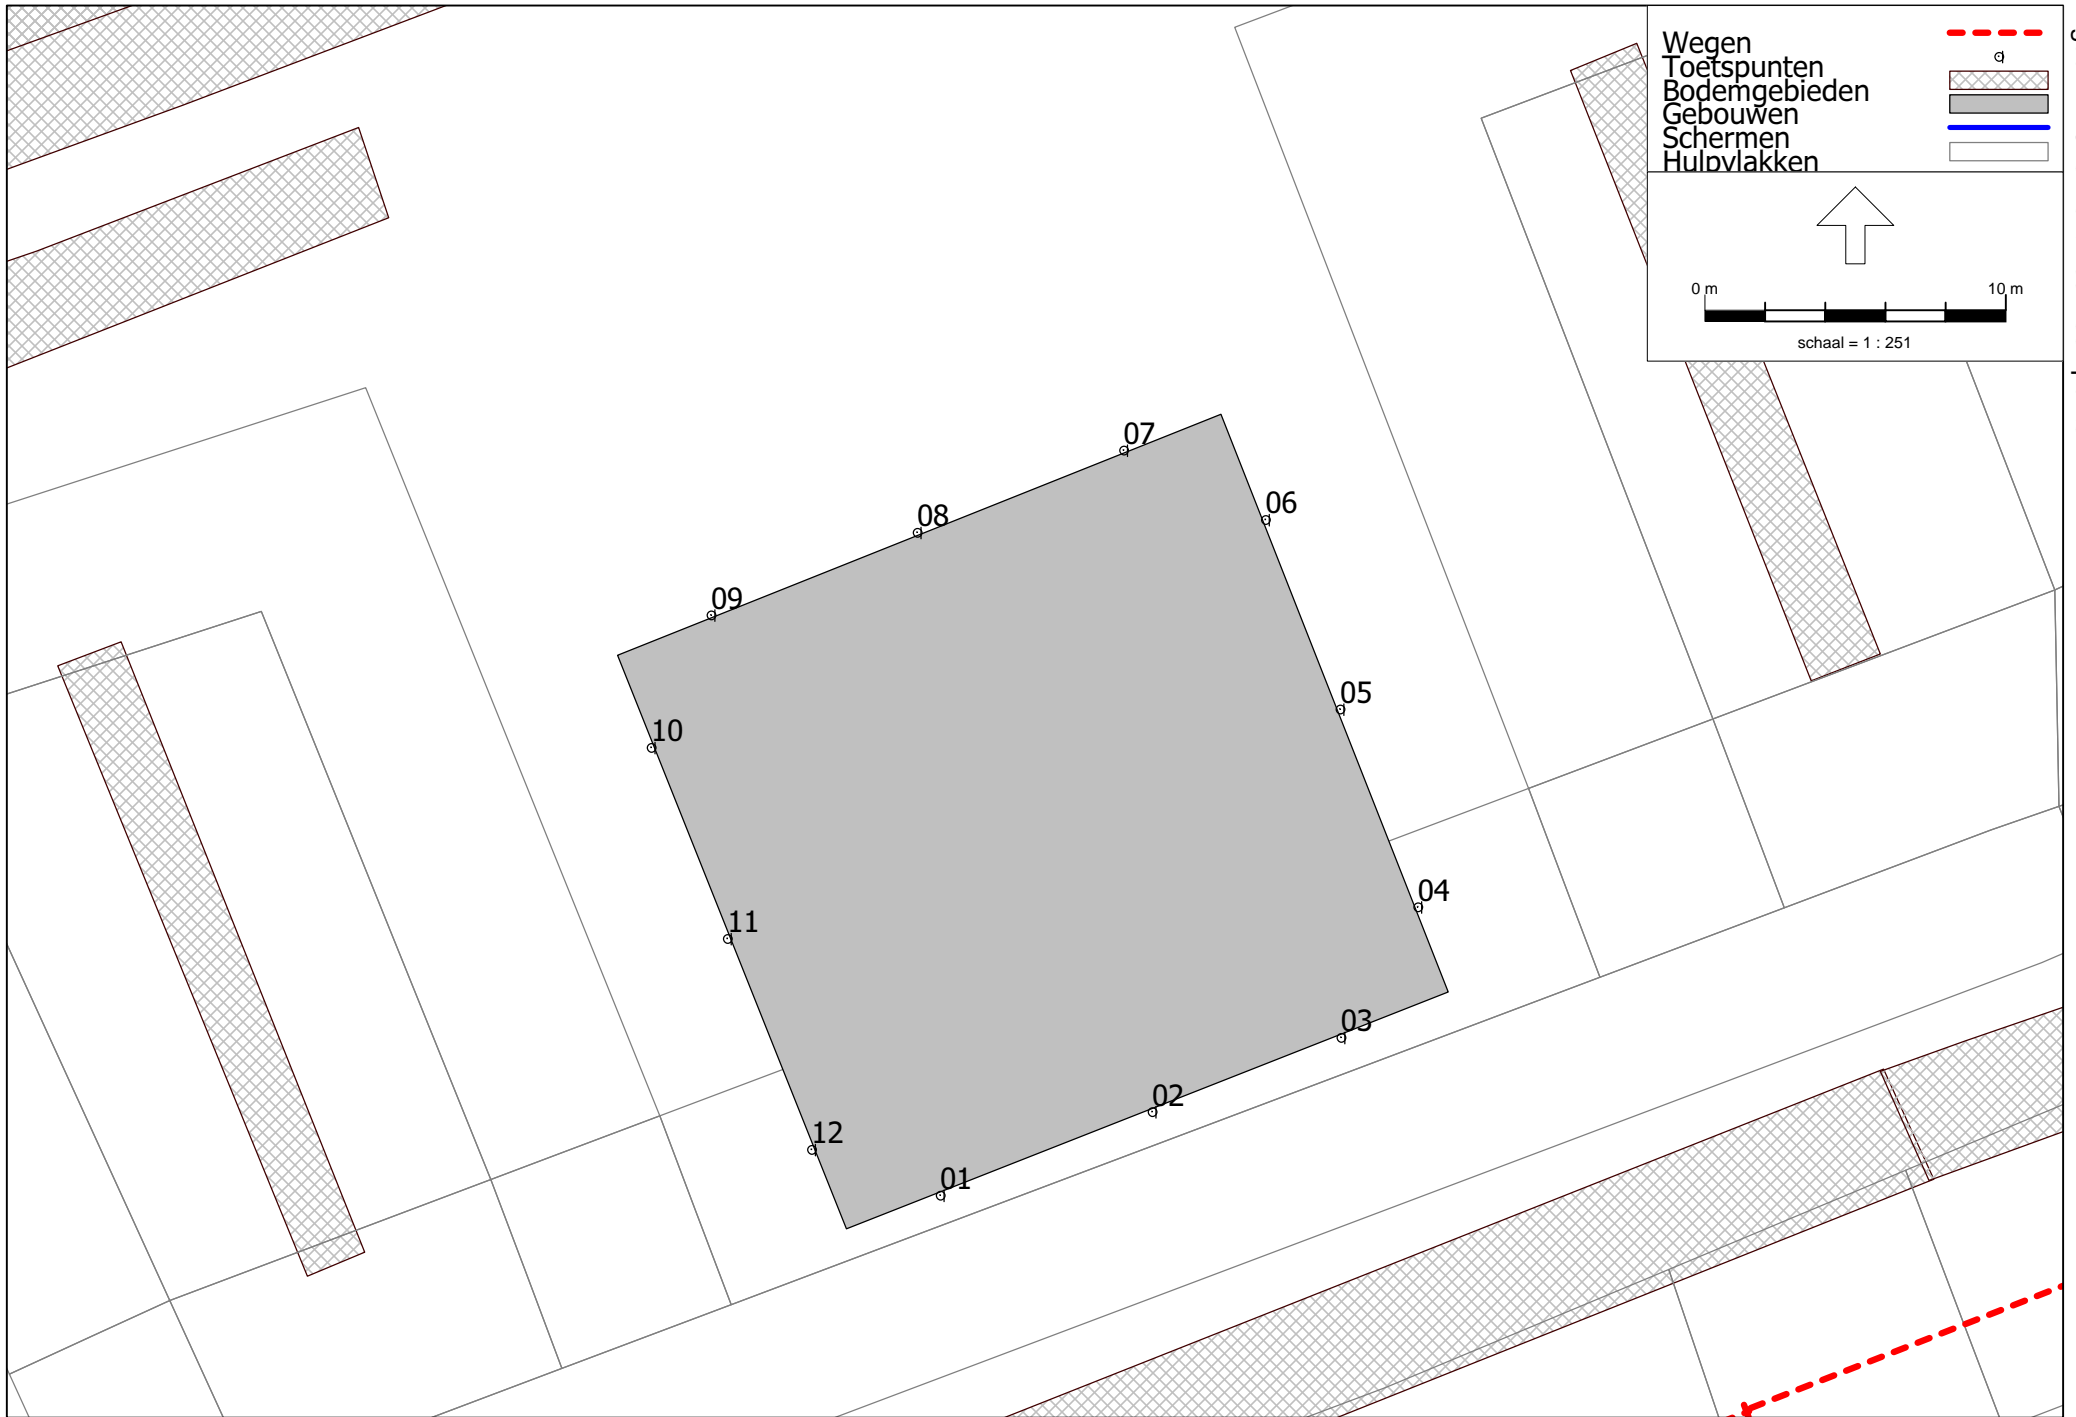 Wegen
Toetspunten
Bodemgebieden
Gebouwen
Schermen
Hulpvlakken
0 m 10 m
schaal = 1 : 251
07
06
08
09
05
10
04
11
03
02
12
01